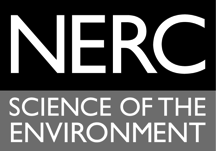 NERC
SCIENCE OF THE
ENVIRONMENT